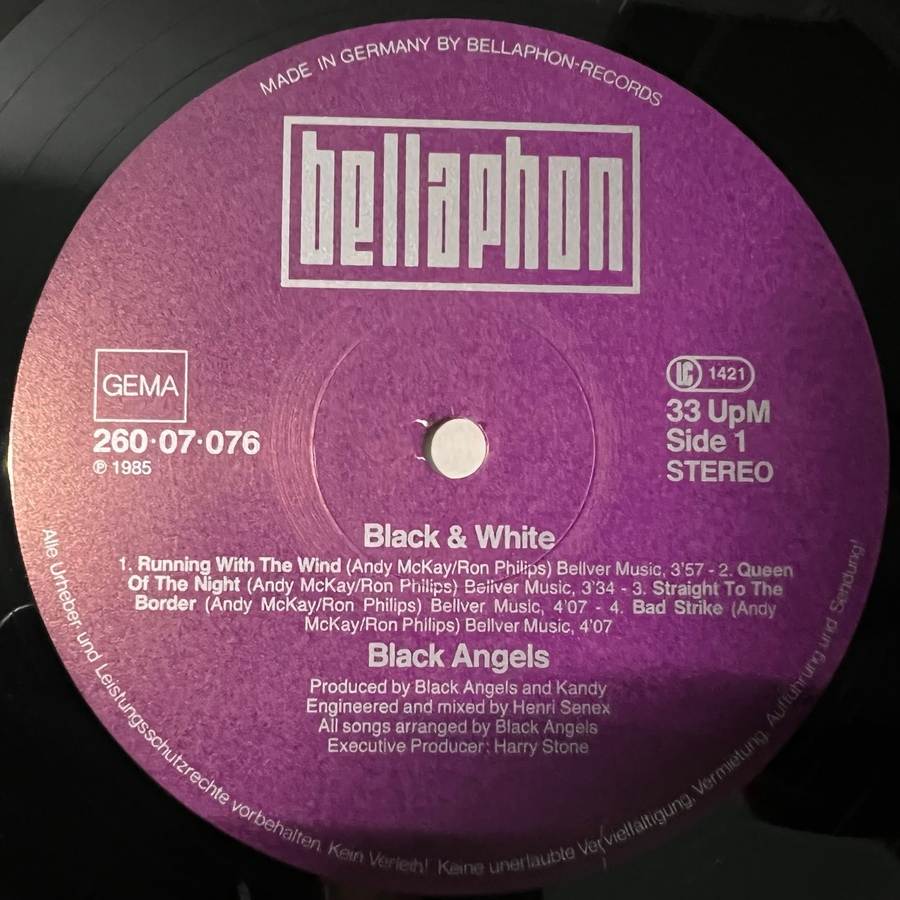 MADE IN GERMANY BY BELLAPHON-RECORDS
bellaphon
GEMA
260·07·076
℗ 1985
LC 1421
33 UpM
Side 1
STEREO
Black & White
1. Running With The Wind (Andy McKay/Ron Philips) Bellver Music, 3'57 - 2. Queen
Of The Night (Andy McKay/Ron Philips) Bellver Music, 3'34 - 3. Straight To The
Border (Andy McKay/Ron Philips) Bellver Music, 4'07 - 4. Bad Strike (Andy
McKay/Ron Philips) Bellver Music, 4'07
Black Angels
Produced by Black Angels and Kandy
Engineered and mixed by Henri Senex
All songs arranged by Black Angels
Executive Producer: Harry Stone
Alle Urheber- und Leistungsschutzrechte vorbehalten. Kein Verleih! Keine unerlaubte Vervielfältigung, Vermietung, Aufführung und Sendung!